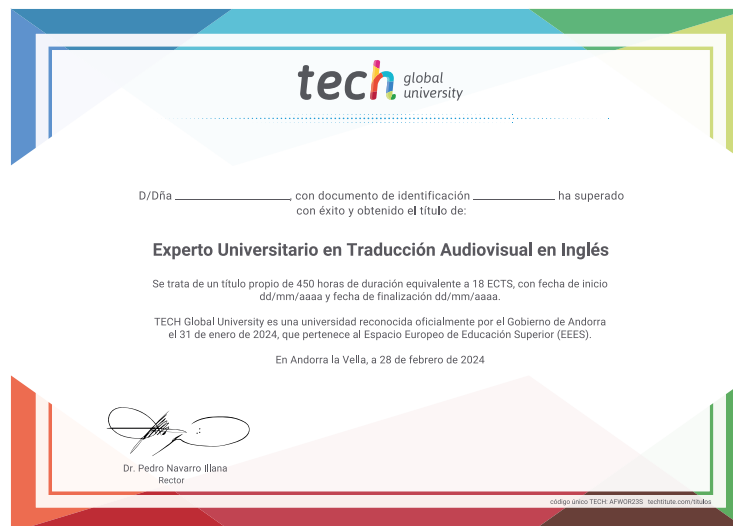 tech global
university
D/Dña ______________________, con documento de identificación ______________ ha superado
con éxito y obtenido el título de:
Experto Universitario en Traducción Audiovisual en Inglés
Se trata de un título propio de 450 horas de duración equivalente a 18 ECTS, con fecha de inicio
dd/mm/aaaa y fecha de finalización dd/mm/aaaa.
TECH Global University es una universidad reconocida oficialmente por el Gobierno de Andorra
el 31 de enero de 2024, que pertenece al Espacio Europeo de Educación Superior (EEES).
En Andorra la Vella, a 28 de febrero de 2024
Dr. Pedro Navarro Illana
Rector
código único TECH: AFWOR23S techtitute.com/titulos